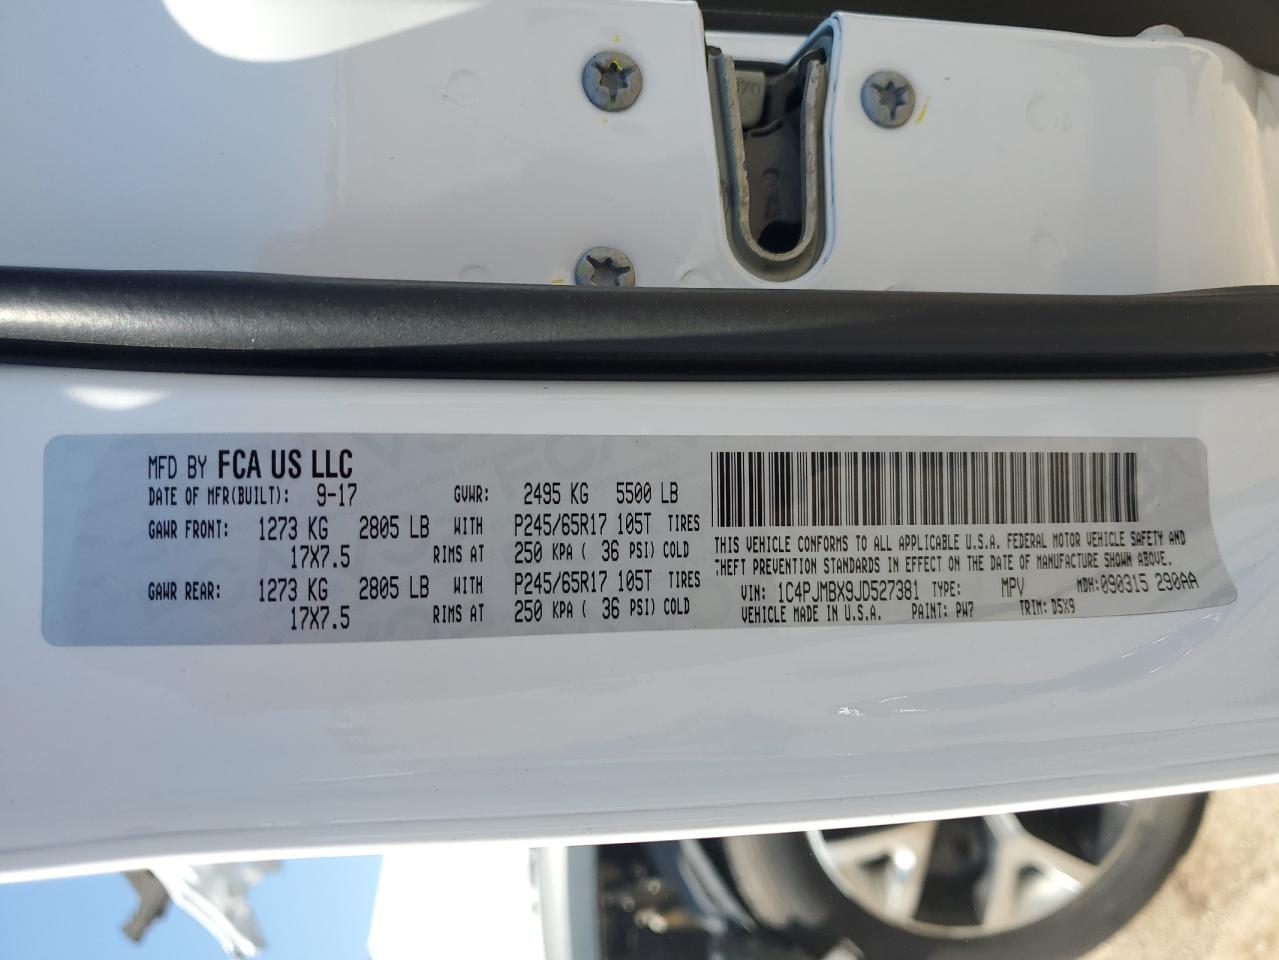 MFD BY FCA US LLC
DATE OF MFR(BUILT): 9-17 GVWR: 2495 KG 5500 LB
GAWR FRONT: 1273 KG 2805 LB WITH P245/65R17 105T TIRES
17X7.5 RIMS AT 250 KPA ( 36 PSI) COLD
GAWR REAR: 1273 KG 2805 LB WITH P245/65R17 105T TIRES
17X7.5 RIMS AT 250 KPA ( 36 PSI) COLD
THIS VEHICLE CONFORMS TO ALL APPLICABLE U.S.A. FEDERAL MOTOR VEHICLE SAFETY AND
THEFT PREVENTION STANDARDS IN EFFECT ON THE DATE OF MANUFACTURE SHOWN ABOVE.
VIN: 1C4PJMBX9JD527381 TYPE: MPV MDH: 090315 290AA
VEHICLE MADE IN U.S.A. PAINT: PW7 TRIM: D5X9